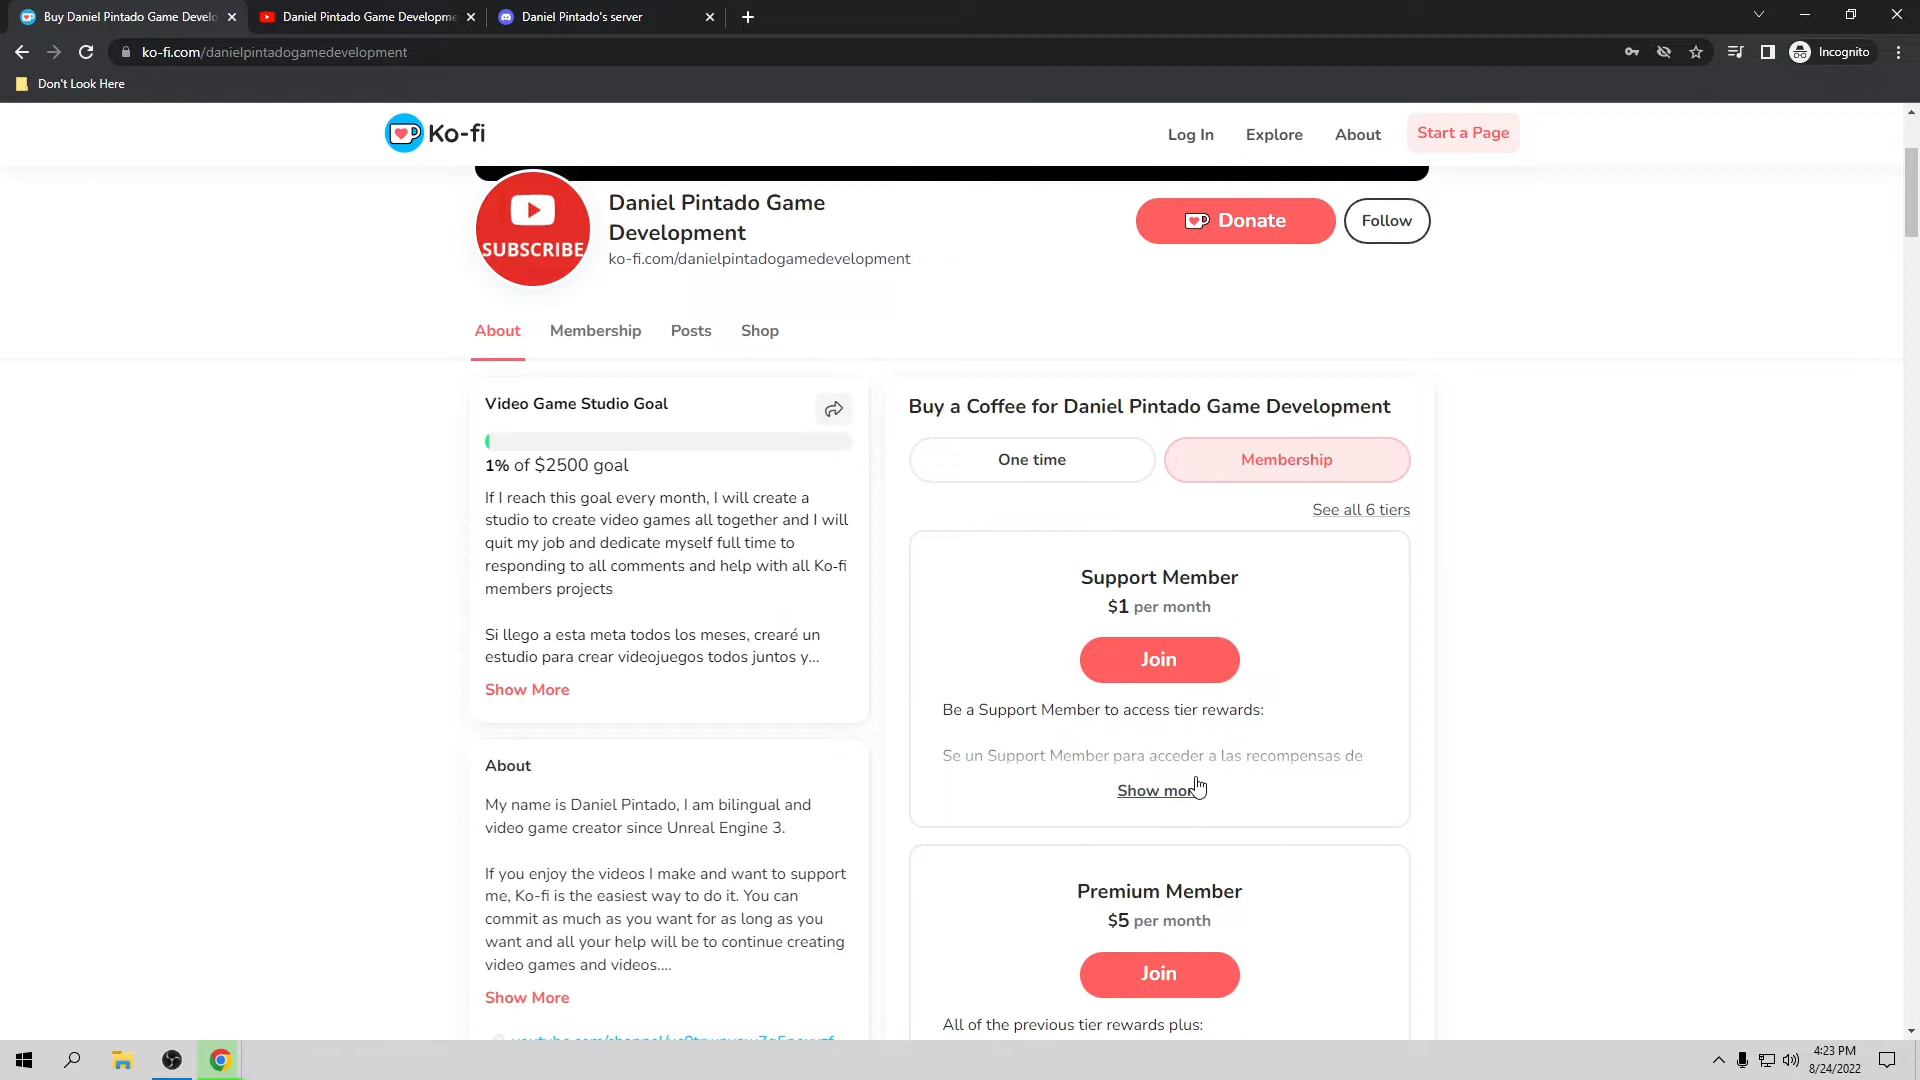 Buy Daniel Pintado Game Develo
Daniel Pintado Game Developme
Daniel Pintado's server
ko-fi.com/danielpintadogamedevelopment
Incognito
Don't Look Here
Ko-fi
Log In
Explore
About
Start a Page
SUBSCRIBE
Daniel Pintado Game
Development
ko-fi.com/danielpintadogamedevelopment
Donate
Follow
About
Membership
Posts
Shop
Video Game Studio Goal
1% of $2500 goal
If I reach this goal every month, I will create a
studio to create video games all together and I will
quit my job and dedicate myself full time to
responding to all comments and help with all Ko-fi
members projects
Si llego a esta meta todos los meses, crearé un
estudio para crear videojuegos todos juntos y...
Show More
About
My name is Daniel Pintado, I am bilingual and
video game creator since Unreal Engine 3.
If you enjoy the videos I make and want to support
me, Ko-fi is the easiest way to do it. You can
commit as much as you want for as long as you
want and all your help will be to continue creating
video games and videos....
Show More
Buy a Coffee for Daniel Pintado Game Development
One time
Membership
See all 6 tiers
Support Member
$1 per month
Join
Be a Support Member to access tier rewards:
Se un Support Member para acceder a las recompensas de
Show more
Premium Member
$5 per month
Join
All of the previous tier rewards plus:
4:23 PM
8/24/2022